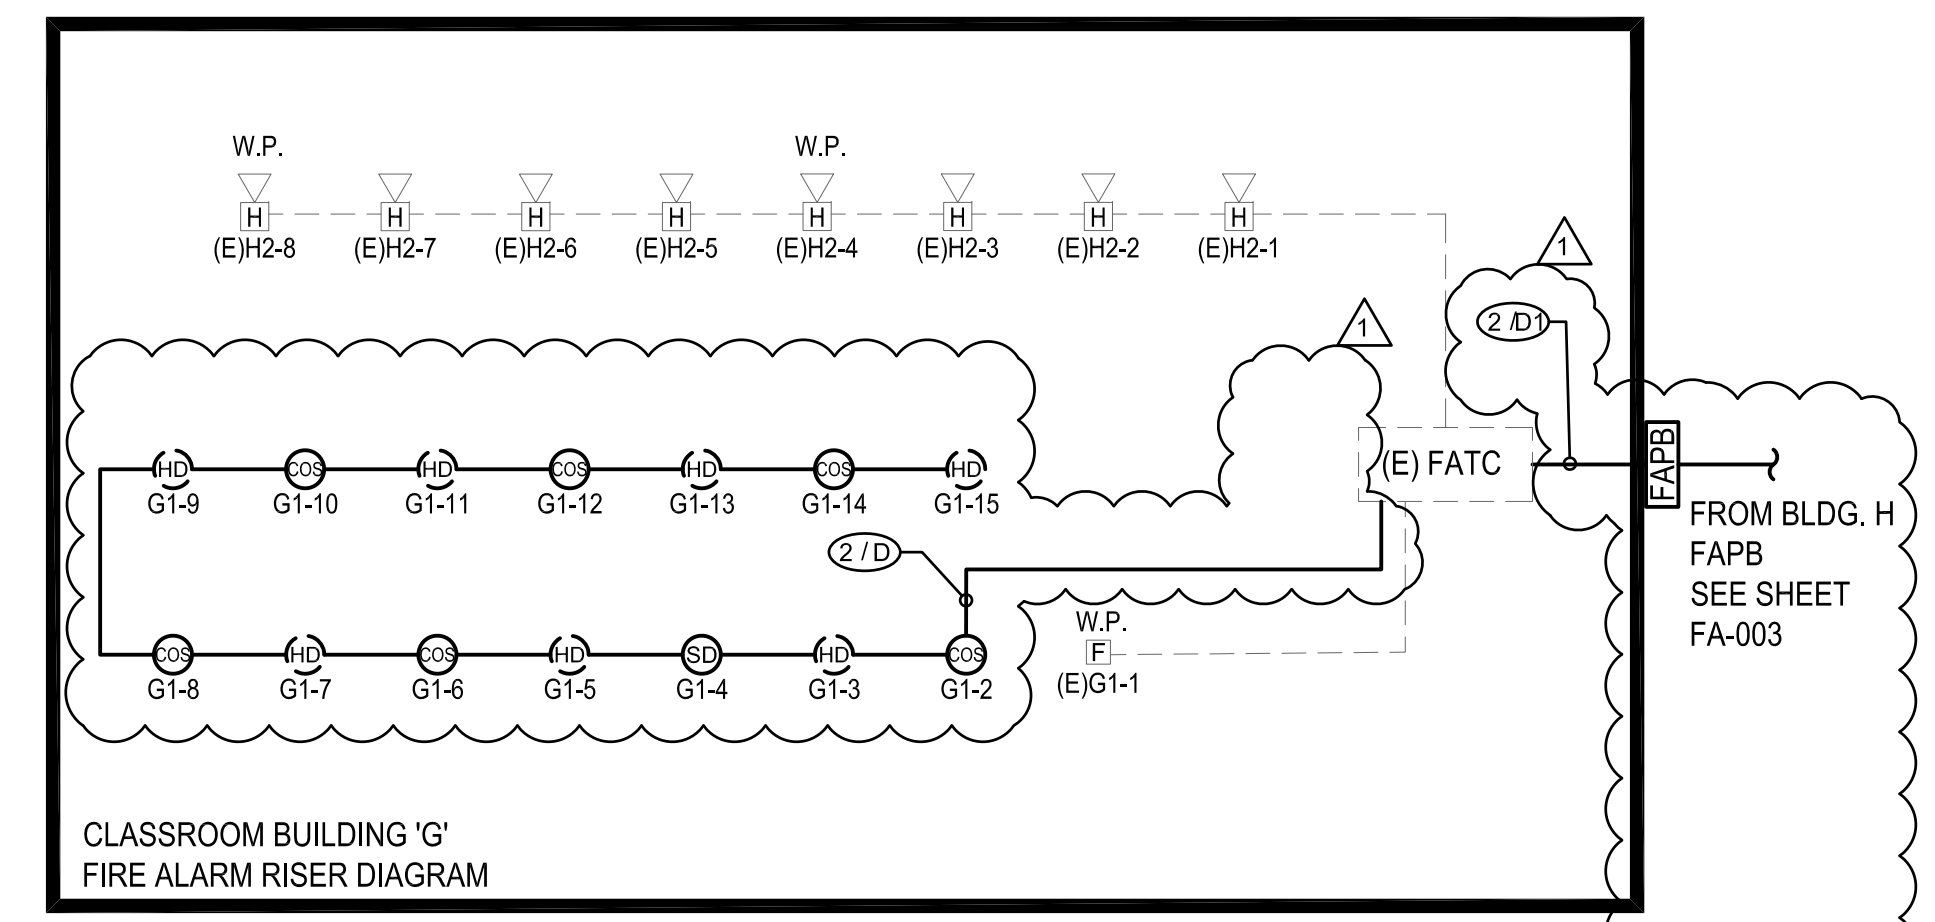 W.P. W.P.
H H H H H H H H
(E)H2-8 (E)H2-7 (E)H2-6 (E)H2-5 (E)H2-4 (E)H2-3 (E)H2-2 (E)H2-1
1
2 /D1
1
HD COS HD COS HD COS HD
G1-9 G1-10 G1-11 G1-12 G1-13 G1-14 G1-15
(E) FATC
FAPB
FROM BLDG. H
FAPB
SEE SHEET
FA-003
2 / D
COS HD COS HD SD HD COS
G1-8 G1-7 G1-6 G1-5 G1-4 G1-3 G1-2
W.P.
F
(E)G1-1
CLASSROOM BUILDING 'G'
FIRE ALARM RISER DIAGRAM